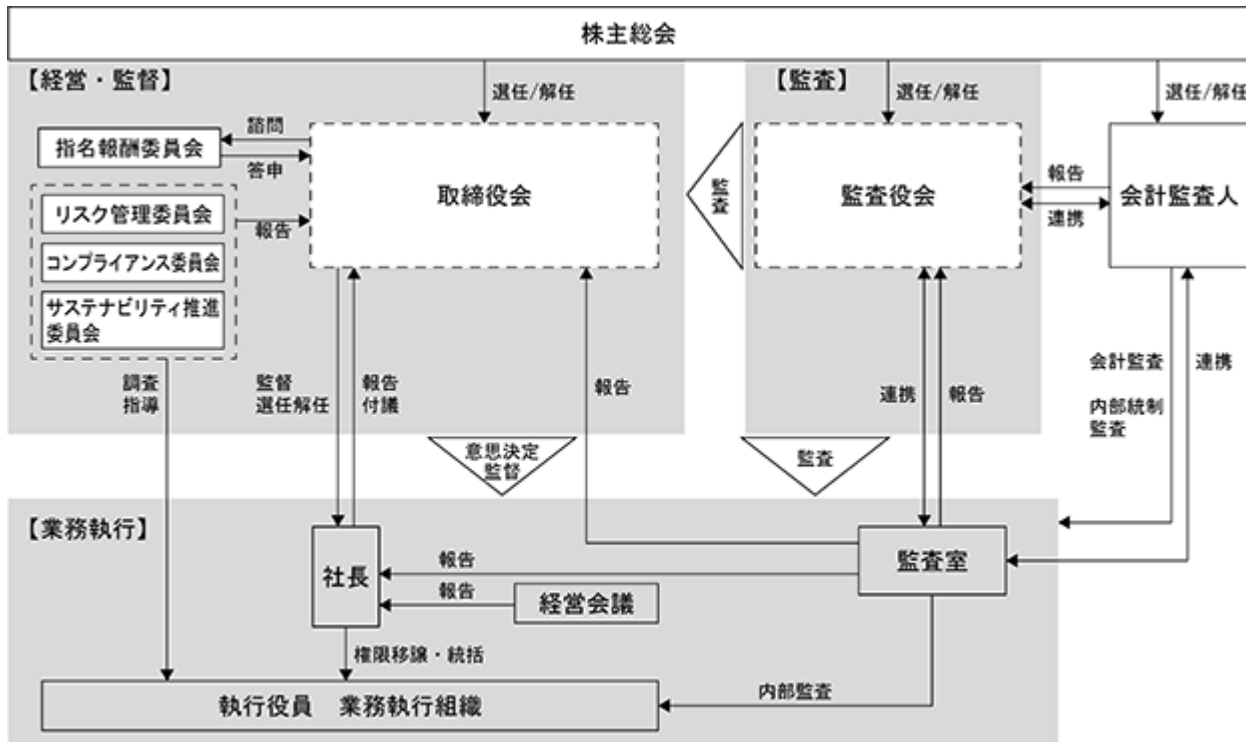 株主総会
【経営・監督】
選任/解任
【監査】
選任/解任
選任/解任
諮問
指名報酬委員会
答申
取締役会
監査
監査役会
報告
連携
会計監査人
リスク管理委員会
報告
コンプライアンス委員会
サステナビリティ推進
委員会
調査
指導
監督
選任解任
報告
付議
報告
連携
報告
会計監査
内部統制
監査
連携
意思決定
監督
監査
【業務執行】
社長
報告
報告
経営会議
監査室
権限移譲・統括
執行役員 業務執行組織
内部監査